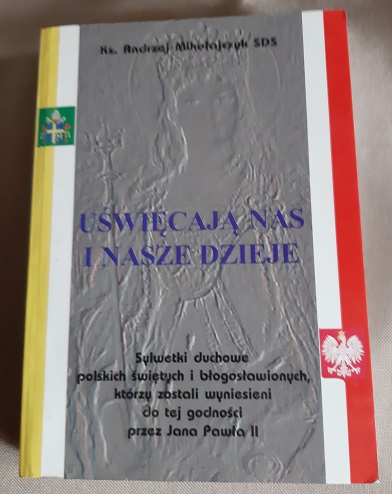 Ks. Andrzej Mikołajczyk SDS
UŚWIĘCAJĄ NAS
I NASZE DZIEJE
Sylwetki duchowe
polskich świętych i błogosławionych,
którzy zostali wyniesieni
do tej godności
przez Jana Pawła II